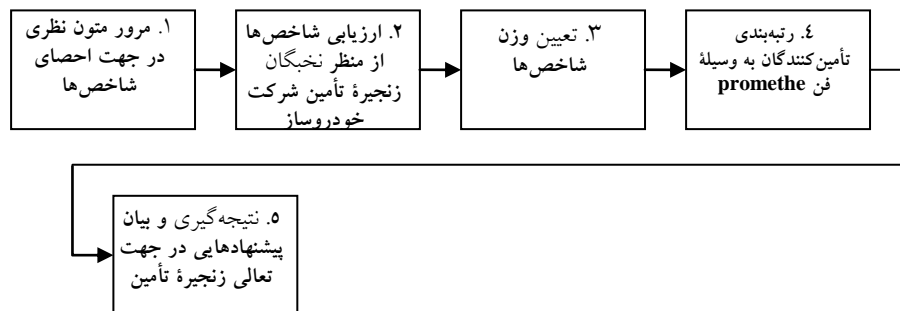 ۱. مرور متون نظری
در جهت احصای
شاخص‌ها
۲. ارزیابی شاخص‌ها
از منظر نخبگان
زنجیرۀ تأمین شرکت
خودروساز
۳. تعیین وزن
شاخص‌ها
۴. رتبه‌بندی
تأمین‌کنندگان به وسیلۀ
فن promethe
۵. نتیجه‌گیری و بیان
پیشنهادهایی در جهت
تعالی زنجیرۀ تأمین